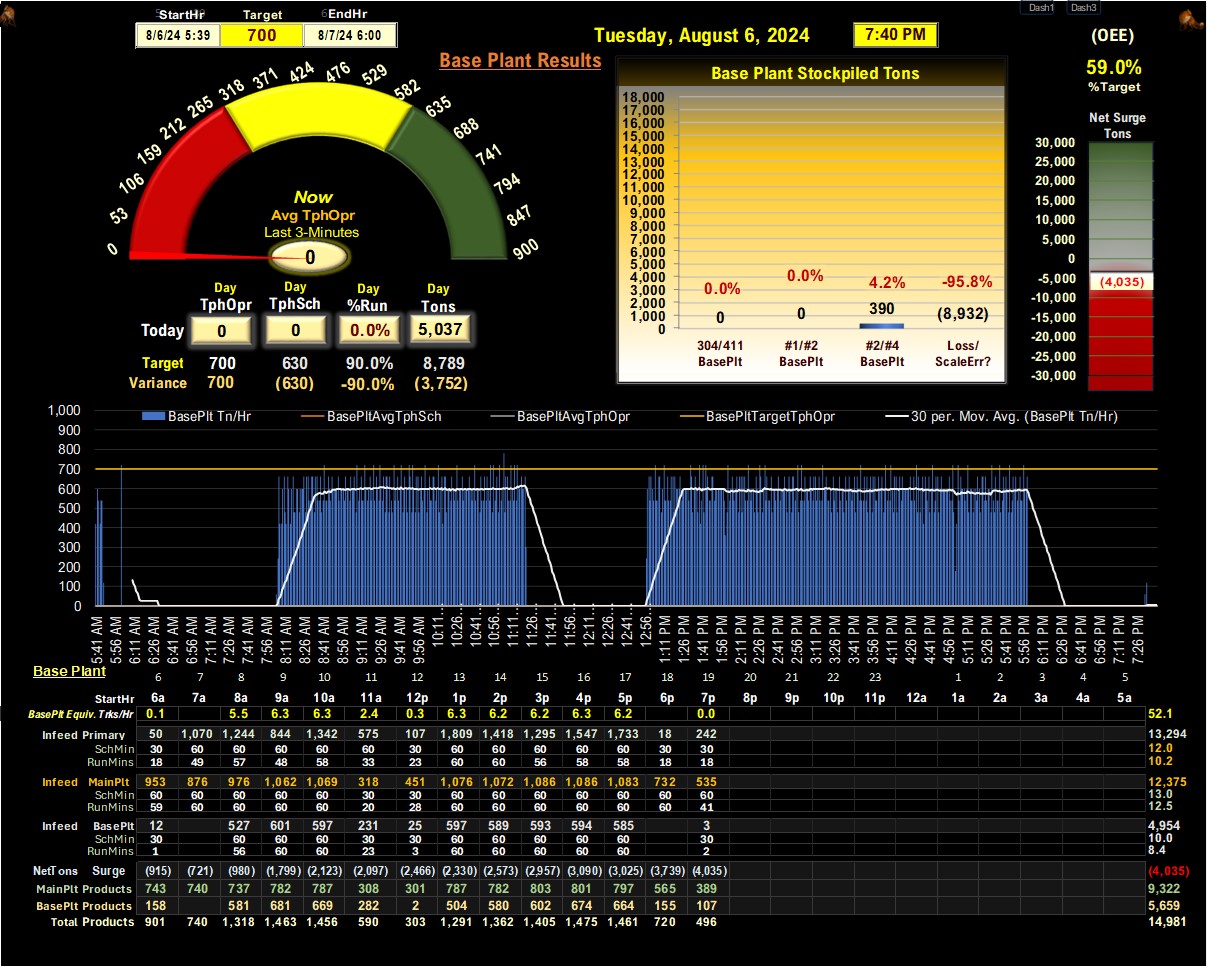 StartHr Target EndHr
8/6/24 5:39 700 8/7/24 6:00
Dash1 Dash3
Tuesday, August 6, 2024 7:40 PM
(OEE)
59.0%
%Target
Base Plant Results
Base Plant Stockpiled Tons
0 53 106 159 212 265 318 371 424 476 529 582 635 688 741 794 847 900
Now
Avg TphOpr
Last 3-Minutes
0
18,000
17,000
16,000
15,000
14,000
13,000
12,000
11,000
10,000
9,000
8,000
7,000
6,000
5,000
4,000
3,000
2,000
1,000
0
0.0% 0.0% 4.2% -95.8%
0 0 390 (8,932)
304/411 #1/#2 #2/#4 Loss/
BasePlt BasePlt BasePlt ScaleErr?
Net Surge
Tons
30,000
25,000
20,000
15,000
10,000
5,000
0
-5,000
-10,000
-15,000
-20,000
-25,000
-30,000
(4,035)
Day Day Day Day
TphOpr TphSch %Run Tons
Today 0 0 0.0% 5,037
Target 700 630 90.0% 8,789
Variance 700 (630) -90.0% (3,752)
BasePlt Tn/Hr BasePltAvgTphSch BasePltAvgTphOpr BasePltTargetTphOpr 30 per. Mov. Avg. (BasePlt Tn/Hr)
1,000
900
800
700
600
500
400
300
200
100
0
5:41 AM 5:56 AM 6:11 AM 6:26 AM 6:41 AM 6:56 AM 7:11 AM 7:26 AM 7:41 AM 7:56 AM 8:11 AM 8:26 AM 8:41 AM 8:56 AM 9:11 AM 9:26 AM 9:41 AM 9:56 AM 10:11... 10:26... 10:41... 10:56... 11:11... 11:26... 11:41... 11:56... 12:11... 12:26... 12:41... 12:56... 1:11 PM 1:26 PM 1:41 PM 1:56 PM 2:11 PM 2:26 PM 2:41 PM 2:56 PM 3:11 PM 3:26 PM 3:41 PM 3:56 PM 4:11 PM 4:26 PM 4:41 PM 4:56 PM 5:11 PM 5:26 PM 5:41 PM 5:56 PM 6:11 PM 6:26 PM 6:41 PM 6:56 PM 7:11 PM 7:26 PM
Base Plant
6 7 8 9 10 11 12 13 14 15 16 17 18 19 20 21 22 23 1 2 3 4 5
StartHr 6a 7a 8a 9a 10a 11a 12p 1p 2p 3p 4p 5p 6p 7p 8p 9p 10p 11p 1a 2a 3a 4a 5a
BasePlt Equiv. Trks/Hr 0.1 5.5 6.3 6.3 2.4 0.3 6.3 6.2 6.2 6.3 6.2 0.0 52.1
Infeed Primary 50 1,070 1,244 844 1,342 575 107 1,809 1,418 1,295 1,547 1,733 18 242 13,294
SchMin 30 60 60 60 60 60 30 60 60 60 60 60 30 30 12.0
RunMins 18 49 57 48 58 33 23 60 60 56 58 58 18 18 10.2
Infeed MainPlt 953 876 976 1,062 1,069 318 451 1,076 1,072 1,086 1,086 1,083 732 535 12,375
SchMin 60 60 60 60 60 30 30 60 60 60 60 60 60 60 13.0
RunMins 59 60 60 60 60 20 28 60 60 60 60 60 60 41 12.5
Infeed BasePlt 12 527 601 597 231 25 597 589 593 594 585 3 4,954
SchMin 30 60 60 60 30 30 60 60 60 60 60 30 10.0
RunMins 1 56 60 60 23 3 60 60 60 60 60 2 8.4
NetTons Surge (915) (721) (980) (1,799) (2,123) (2,097) (2,466) (2,330) (2,573) (2,957) (3,090) (3,025) (3,739) (4,035) (4,035)
MainPlt Products 743 740 737 782 787 308 301 787 782 803 801 797 565 389 9,322
BasePlt Products 158 581 681 669 282 2 504 580 602 674 664 155 107 5,659
Total Products 901 740 1,318 1,463 1,456 590 303 1,291 1,362 1,405 1,475 1,461 720 496 14,981